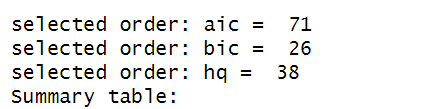 selected order: aic =  71
selected order: bic =  26
selected order: hq =  38
Summary table: